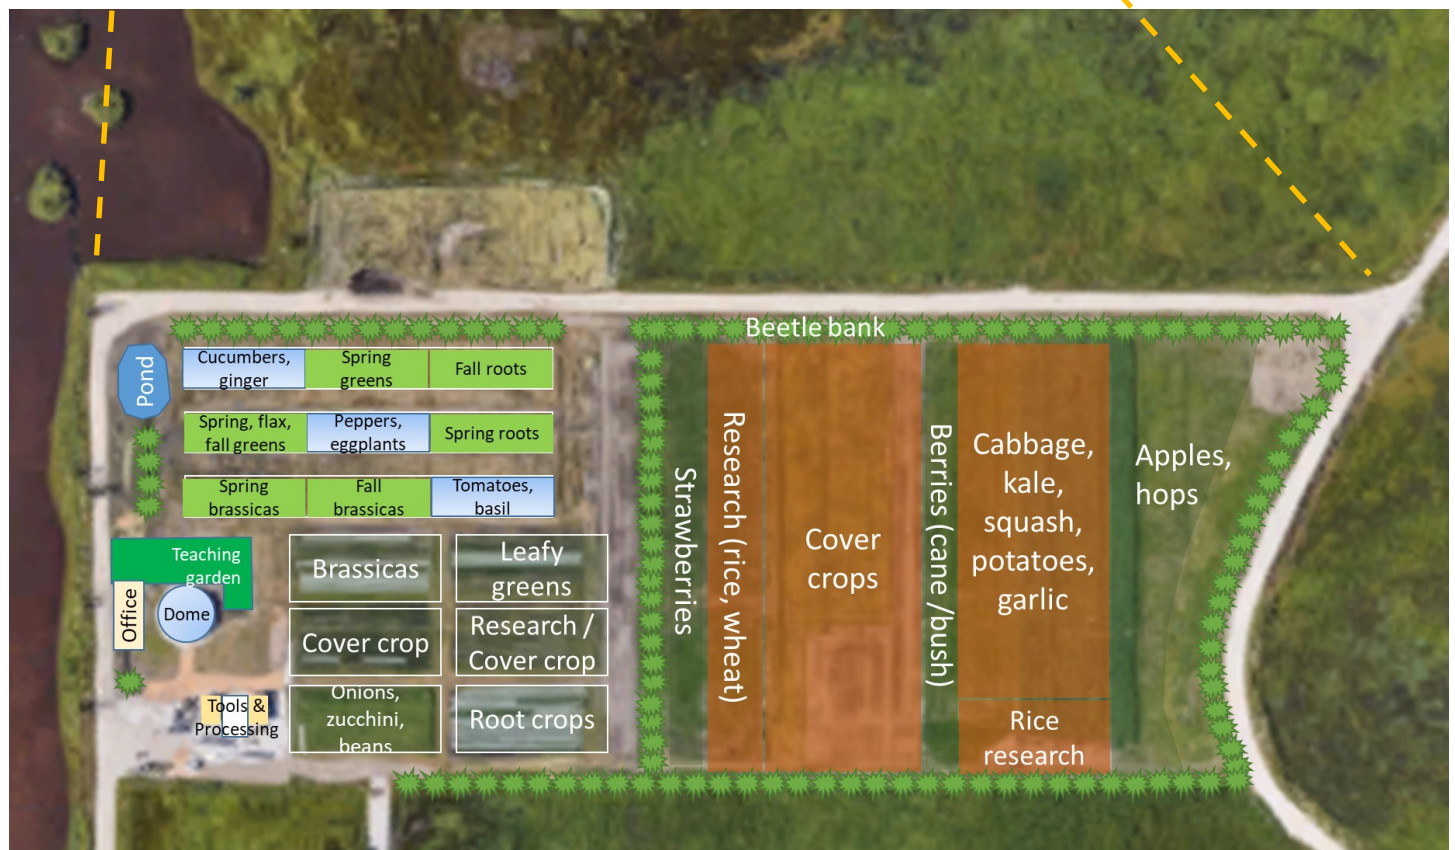 Beetle bank
Pond
Cucumbers,
ginger
Spring
greens
Fall roots
Spring, flax,
fall greens
Peppers,
eggplants
Spring roots
Spring
brassicas
Fall
brassicas
Tomatoes,
basil
Teaching
garden
Office
Dome
Tools &
Processing
Brassicas
Leafy
greens
Cover crop
Research /
Cover crop
Onions,
zucchini,
beans
Root crops
Strawberries
Research (rice, wheat)
Cover
crops
Berries (cane /bush)
Cabbage,
kale,
squash,
potatoes,
garlic
Rice
research
Apples,
hops